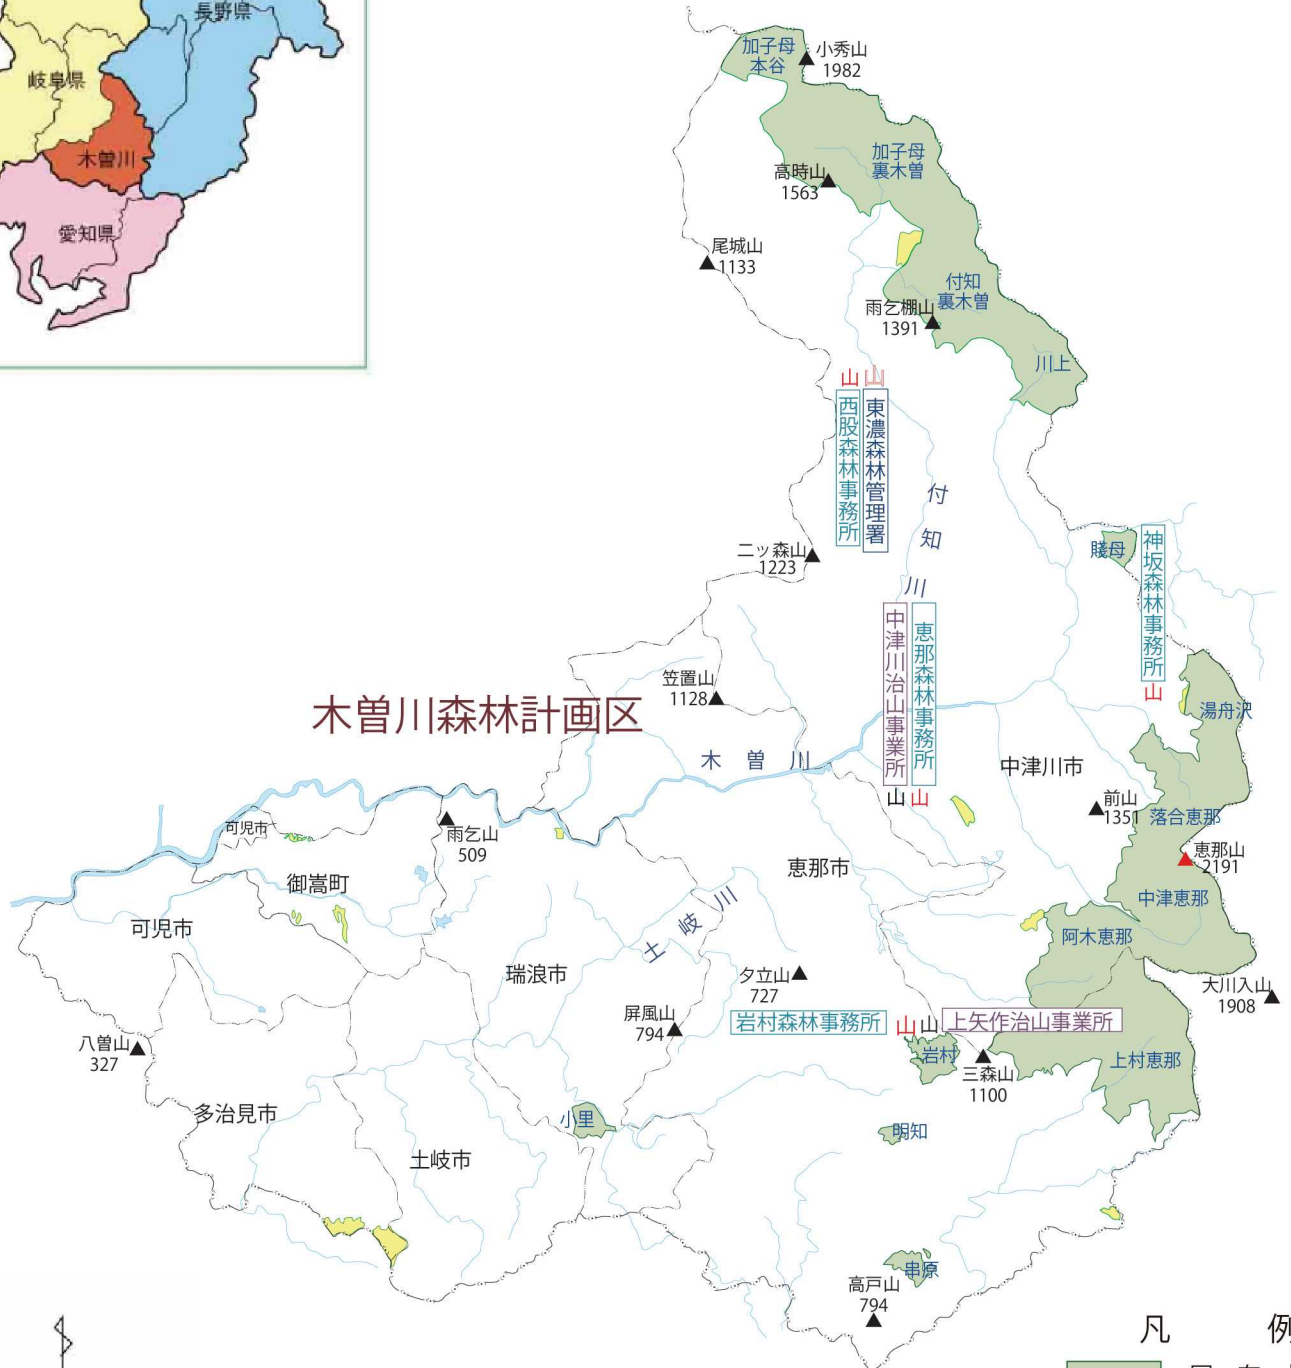 長野県
岐阜県
木曽川
愛知県
加子母
本谷
小秀山
1982
加子母
裏木曽
高時山
1563
尾城山
1133
付知
裏木曽
雨乞棚山
1391
川上
山
山
西股森林事務所
東濃森林管理署
付知川
二ッ森山
1223
賤母
神坂森林事務所
山
中津川治山事業所
恵那森林事務所
山
山
笠置山
1128
木曽川森林計画区
木曽川
湯舟沢
中津川市
前山
1351
落合恵那
恵那山
2191
中津恵那
可児市
雨乞山
509
恵那市
御嵩町
可児市
土岐川
阿木恵那
瑞浪市
夕立山
727
大川入山
1908
屏風山
794
岩村森林事務所
山
山
上矢作治山事業所
八曽山
327
岩村
三森山
1100
上村恵那
多治見市
小里
明知
土岐市
串原
高戸山
794
凡例